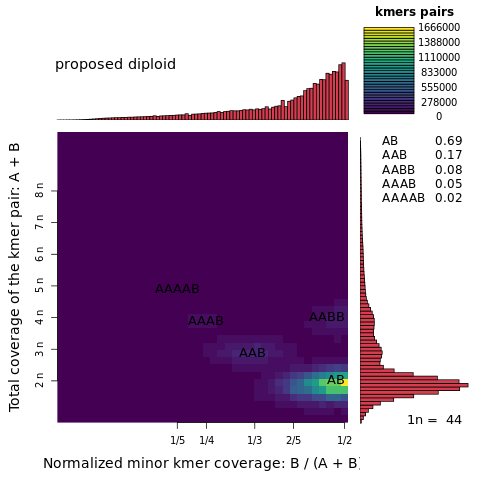 kmers pairs
1666000
1388000
1110000
833000
555000
278000
0
proposed diploid
AB 0.69
AAB 0.17
AABB 0.08
AAAB 0.05
AAAAB 0.02
Total coverage of the kmer pair: A + B
8 n
7 n
6 n
5 n
4 n
3 n
2 n
AAAAB
AAAB
AABB
AAB
AB
1n = 44
1/5
1/4
1/3
2/5
1/2
Normalized minor kmer coverage: B / (A + B)